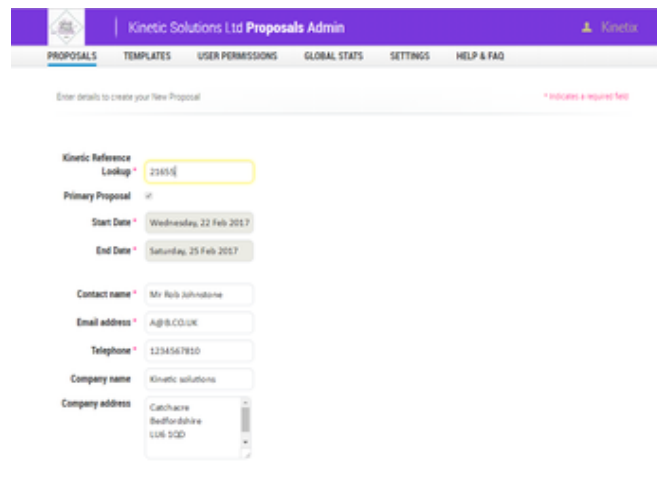 Kinetic Solutions Ltd Proposals Admin
Kinetix
PROPOSALS TEMPLATES USER PERMISSIONS GLOBAL STATS SETTINGS HELP & FAQ
Enter details to create your New Proposal * Indicates a required field
Kinetic Reference
Lookup * 21655
Primary Proposal
Start Date * Wednesday, 22 Feb 2017
End Date * Saturday, 25 Feb 2017
Contact name * Mr Rob Johnstone
Email address * A@B.CO.UK
Telephone * 1234567810
Company name Kinetic solutions
Company address Catchacre
Bedfordshire
LU6 1QD